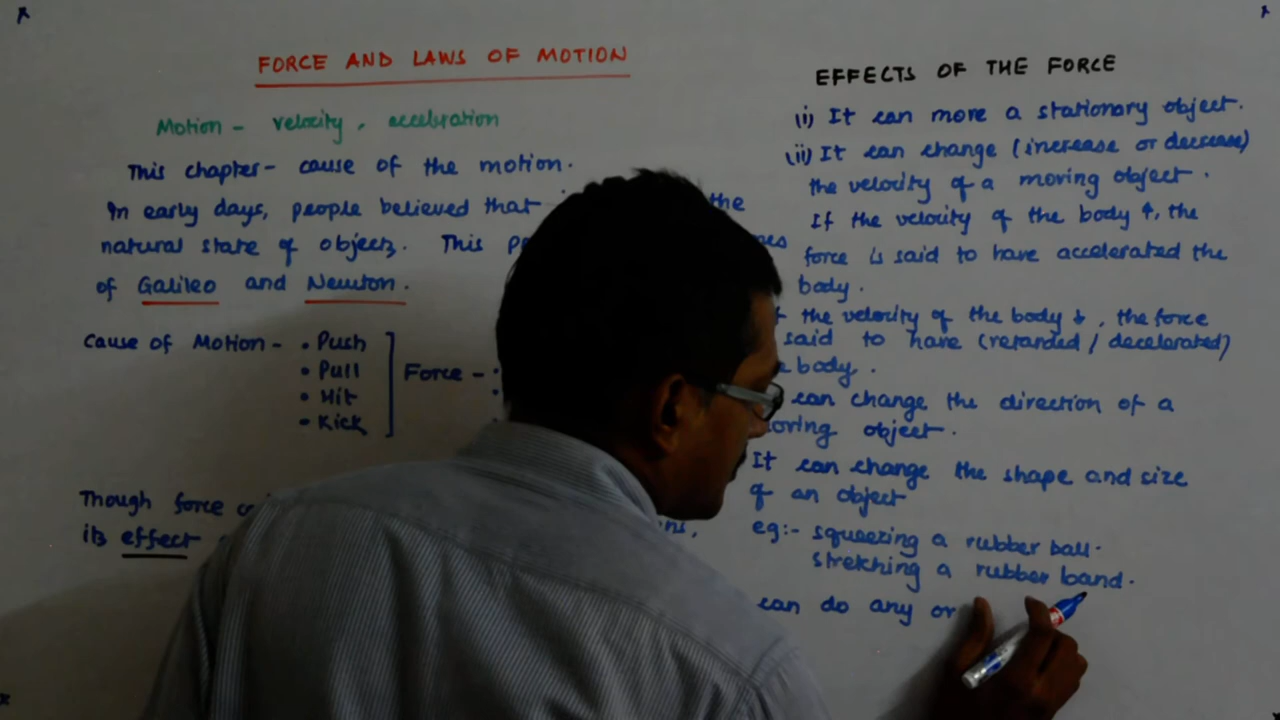 FORCE AND LAWS OF MOTION
Motion - velocity, acceleration
This chapter - cause of the motion.
In early days, people believed that the
natural state of objects. This
of Galileo and Newton.
Cause of Motion - • Push
• Pull
• Hit
• Kick
Force -
Though force
its effect
EFFECTS OF THE FORCE
(i) It can move a stationary object.
(ii) It can change (increase or decrease)
the velocity of a moving object.
If the velocity of the body ↑, the
force is said to have accelerated the
body.
the velocity of the body ↓, the force
said to have (retarded / decelerated)
body.
can change the direction of a
object.
It can change the shape and size
of an object
eg:- squeezing a rubber ball.
stretching a rubber band.
can do any or